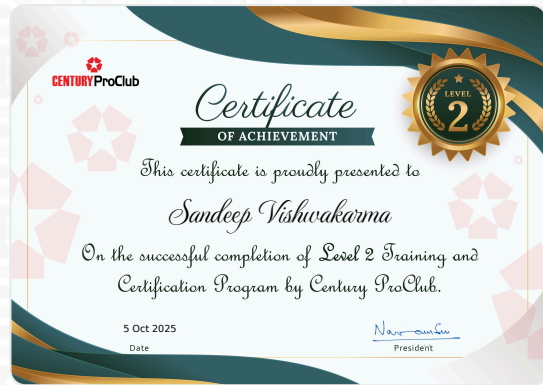 CENTURY ProClub
LEVEL
2
Certificate
OF ACHIEVEMENT
This certificate is proudly presented to
Sandeep Vishwakarma
On the successful completion of Level 2 Training and
Certification Program by Century ProClub.
5 Oct 2025
Date
President